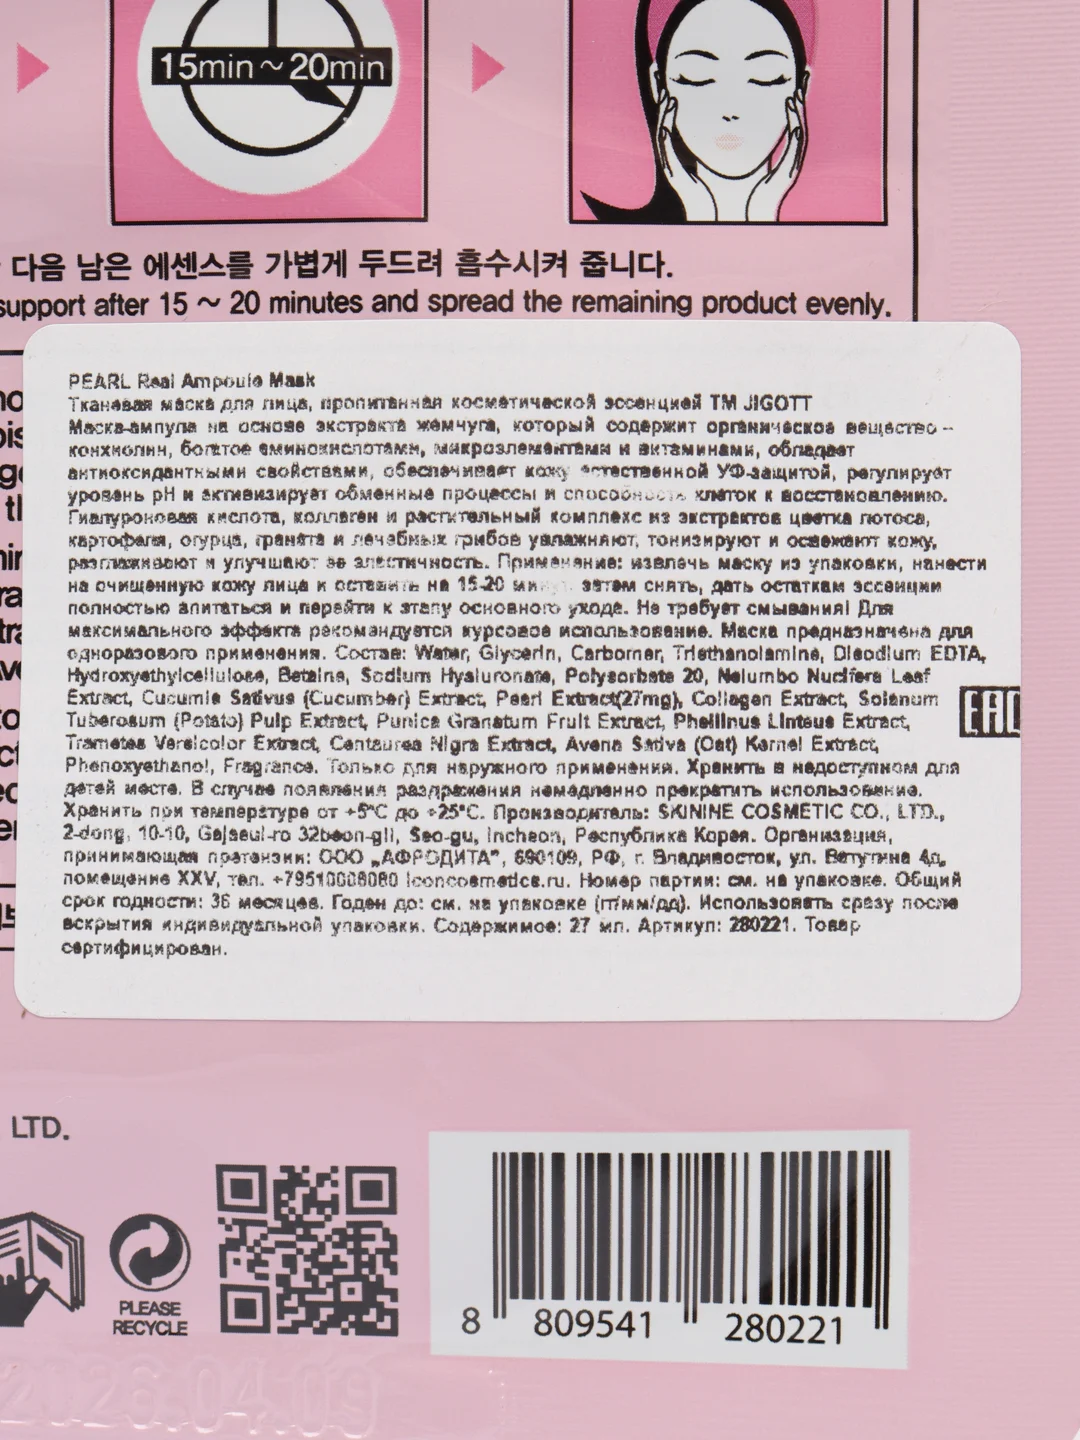 15min ~ 20min
다음 남은 에센스를 가볍게 두드려 흡수시켜 줍니다.
support after 15 ~ 20 minutes and spread the remaining product evenly.
PEARL Real Ampoule Mask
Тканевая маска для лица, пропитанная косметической эссенцией ТМ JIGOTT
Маска-ампула на основе экстракта жемчуга, который содержит органическое вещество –
конхиолин, богатое аминокислотами, микроэлементами и витаминами, обладает
антиоксидантными свойствами, обеспечивает кожу естественной УФ-защитой, регулирует
уровень pH и активизирует обменные процессы и способность клеток к восстановлению.
Гиалуроновая кислота, коллаген и растительный комплекс из экстрактов цветка лотоса,
картофеля, огурца, граната и лечебных грибов увлажняют, тонизируют и освежают кожу,
разглаживают и улучшают ее эластичность. Применение: извлечь маску из упаковки, нанести
на очищенную кожу лица и оставить на 15-20 минут, затем снять, дать остаткам эссенции
полностью впитаться и перейти к этапу основного ухода. Не требует смывания! Для
максимального эффекта рекомандуется курсовое использование. Маска предназначена для
одноразового применения. Состав: Water, Glycerin, Carbomer, Triethanolamine, Disodium EDTA,
Hydroxyethylcellulose, Betaine, Sodium Hyaluronate, Polysorbate 20, Nelumbo Nucifera Leaf
Extract, Cucumis Sativus (Cucumber) Extract, Pearl Extract(27mg), Collagen Extract, Solanum
Tuberosum (Potato) Pulp Extract, Punica Granatum Fruit Extract, Phellinus Linteus Extract,
Trametes Versicolor Extract, Centaurea Nigra Extract, Avena Sativa (Oat) Kernel Extract,
Phenoxyethanol, Fragrance. Только для наружного применения. Хранить в недоступном для
детей месте. В случае появления раздражения немедленно прекратить использование.
Хранить при температуре от +5°С до +25°С. Производитель: SKININE COSMETIC CO., LTD.,
2-dong, 10-10, Gajaeul-ro 32beon-gil, Seo-gu, Incheon, Республика Корея. Организация,
принимающая претензии: ООО „АФРОДИТА", 690109, РФ, г. Владивосток, ул. Ватутина 4д,
помещение XXV, тел. +79510008080 iconcosmetics.ru. Номер партии: см. на упаковке. Общий
срок годности: 36 месяцев. Годен до: см. на упаковке (гг/мм/дд). Использовать сразу после
вскрытия индивидуальной упаковки. Содержимое: 27 мл. Артикул: 280221. Товар
сертифицирован.
EAC
LTD.
PLEASE
RECYCLE
8 809541 280221
2026.04.09